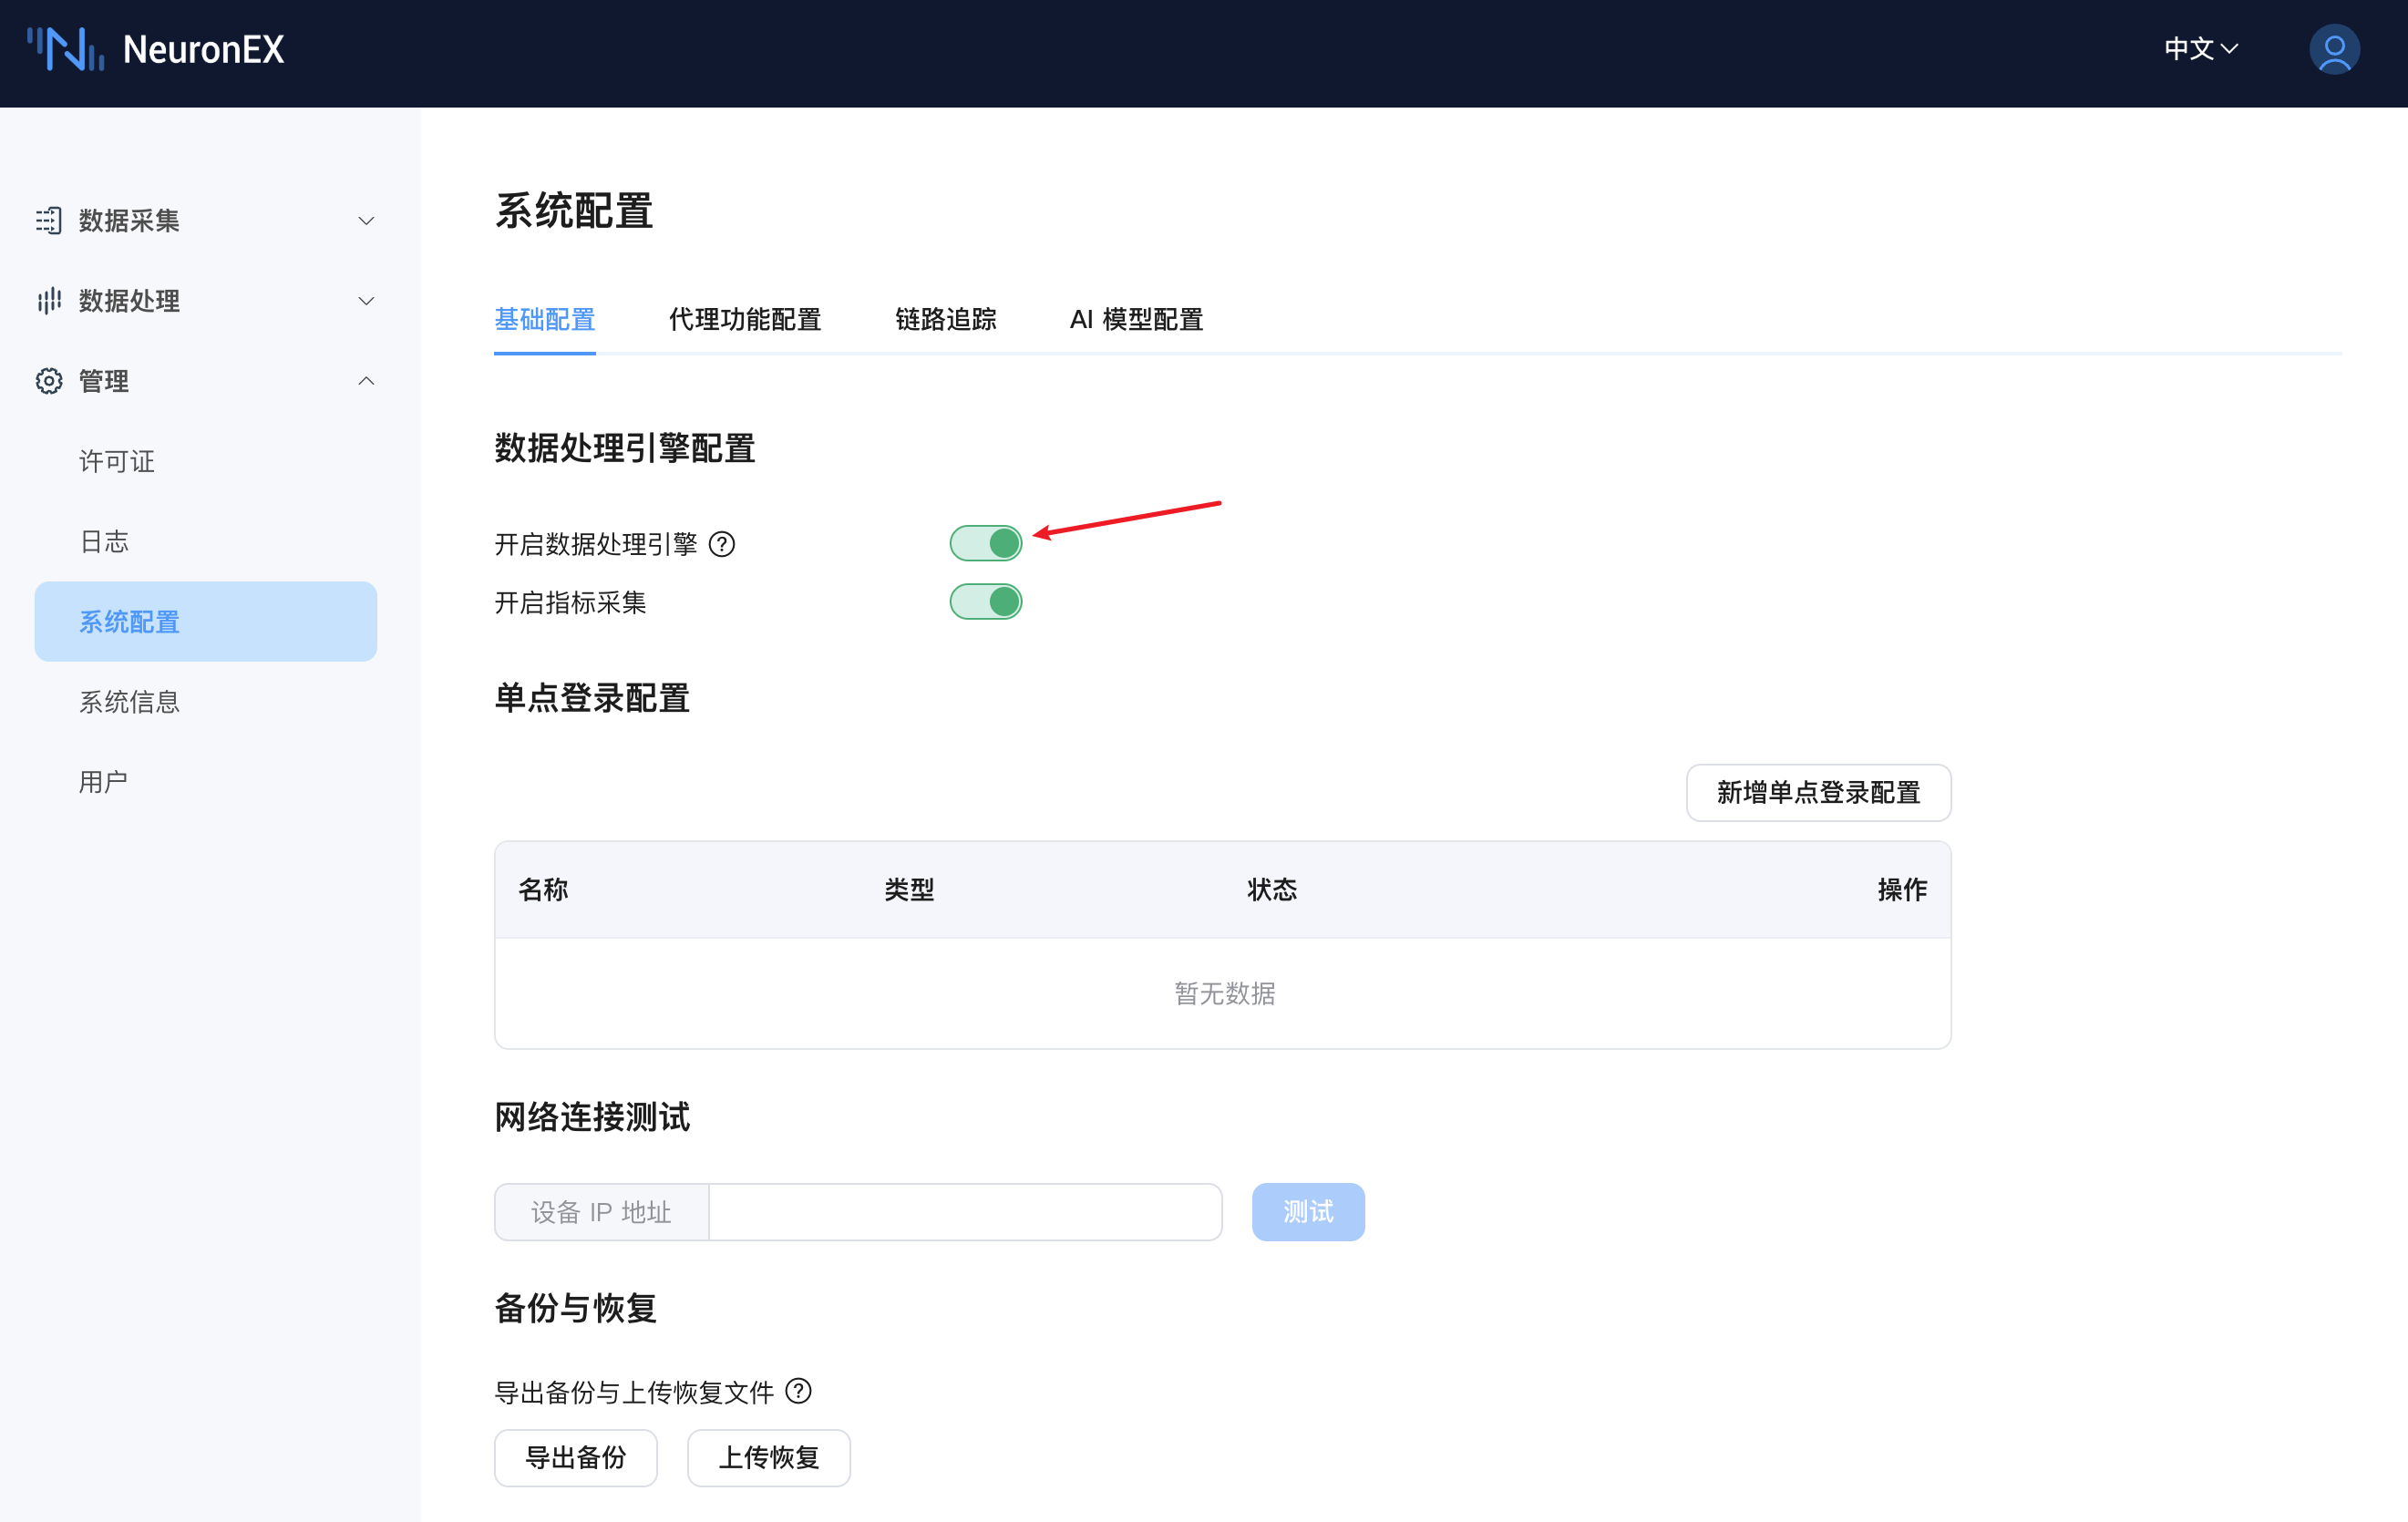 NeuronEX
中文
数据采集
数据处理
管理
许可证
日志
系统配置
系统信息
用户
系统配置
基础配置 代理功能配置 链路追踪 AI 模型配置
数据处理引擎配置
开启数据处理引擎
开启指标采集
单点登录配置
新增单点登录配置
名称 类型 状态 操作
暂无数据
网络连接测试
设备 IP 地址 测试
备份与恢复
导出备份与上传恢复文件
导出备份 上传恢复